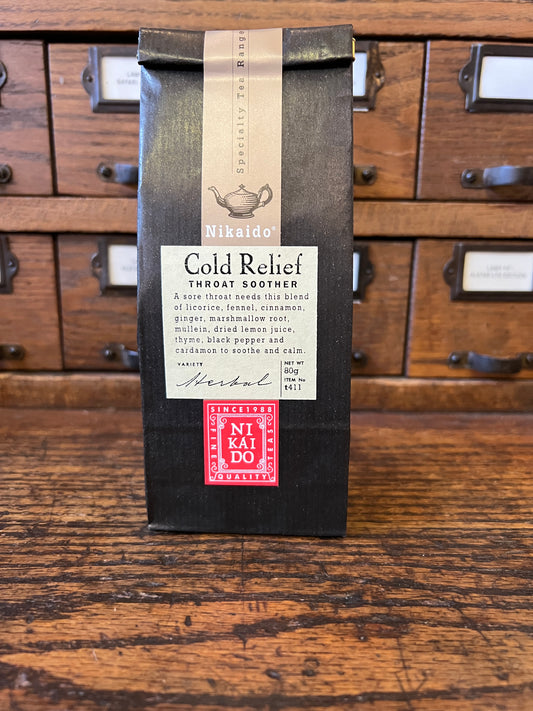 Specialty Tea Range
Nikaido®
Cold Relief
THROAT SOOTHER
A sore throat needs this blend
of licorice, fennel, cinnamon,
ginger, marshmallow root,
mullein, dried lemon juice,
thyme, black pepper and
cardamon to soothe and calm.
VARIETY
Herbal
NET WT
80g
ITEM No
t411
SINCE 1988
FINE
NI
KAI
DO
TEAS
QUALITY